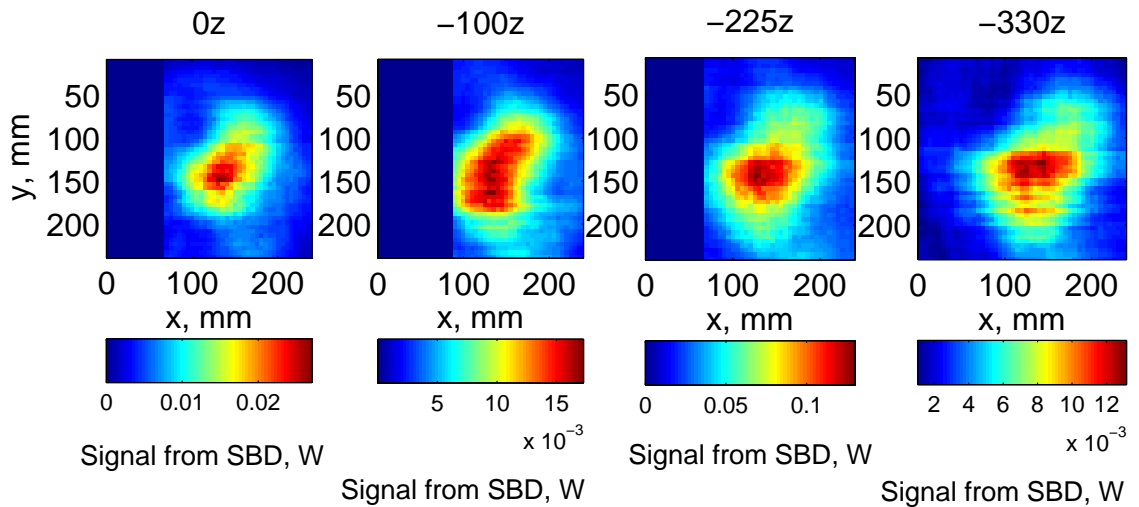 0z
−100z
−225z
−330z
y, mm
50
100
150
200
50
100
150
200
50
100
150
200
50
100
150
200
0 100 200
0 100 200
0 100 200
0 100 200
x, mm
x, mm
x, mm
x, mm
0 0.01 0.02
5 10 15
0 0.05 0.1
2 4 6 8 10 12
x 10⁻³
x 10⁻³
Signal from SBD, W
Signal from SBD, W
Signal from SBD, W
Signal from SBD, W